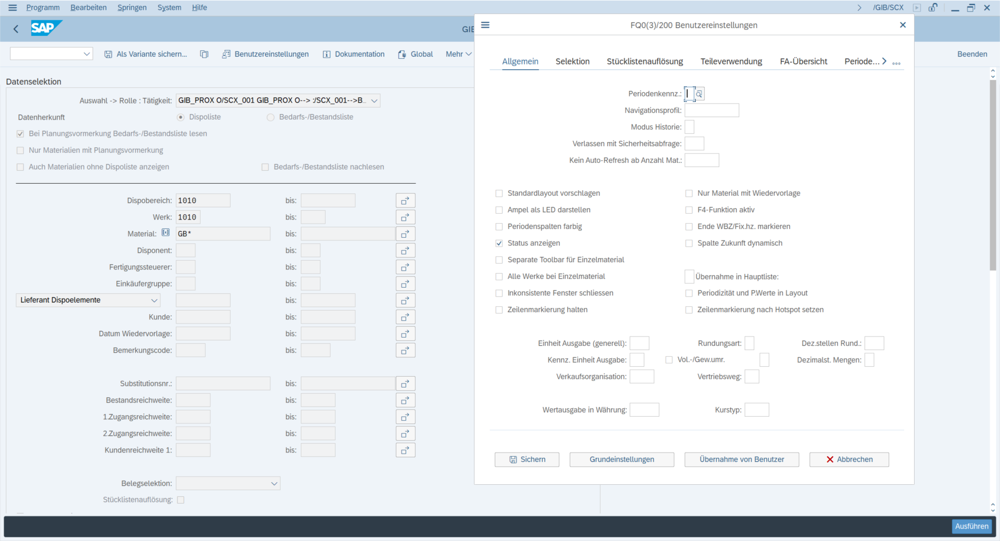 Programm Bearbeiten Springen System Hilfe /GIB/SCX
SAP
FQ0(3)/200 Benutzereinstellungen
Als Variante sichern... Benutzereinstellungen Dokumentation Global Mehr Beenden
Datenselektion
Auswahl -> Rolle : Tätigkeit: GIB_PROX O/SCX_001 GIB_PROX O--> :/SCX_001-->B...
Datenherkunft Dispoliste Bedarfs-/Bestandsliste
Bei Planungsvormerkung Bedarfs-/Bestandsliste lesen
Nur Materialien mit Planungsvormerkung
Auch Materialien ohne Dispoliste anzeigen Bedarfs-/Bestandsliste nachlesen
Dispobereich: 1010 bis:
Werk: 1010 bis:
Material: GB* bis:
Disponent: bis:
Fertigungssteuerer: bis:
Einkäufergruppe: bis:
Lieferant Dispoelemente bis:
Kunde: bis:
Datum Wiedervorlage: bis:
Bemerkungscode: bis:
Substitutionsnr.: bis:
Bestandsreichweite: bis:
1.Zugangsreichweite: bis:
2.Zugangsreichweite: bis:
Kundenreichweite 1: bis:
Belegselektion:
Stücklistenauflösung:
Allgemein Selektion Stücklistenauflösung Teileverwendung FA-Übersicht Periode...
Periodenkennz.:
Navigationsprofil:
Modus Historie:
Verlassen mit Sicherheitsabfrage:
Kein Auto-Refresh ab Anzahl Mat.:
Standardlayout vorschlagen Nur Material mit Wiedervorlage
Ampel als LED darstellen F4-Funktion aktiv
Periodenspalten farbig Ende WBZ/Fix.hz. markieren
Status anzeigen Spalte Zukunft dynamisch
Separate Toolbar für Einzelmaterial
Alle Werke bei Einzelmaterial Übernahme in Hauptliste:
Inkonsistente Fenster schliessen Periodizität und P.Werte in Layout
Zeilenmarkierung halten Zeilenmarkierung nach Hotspot setzen
Einheit Ausgabe (generell): Rundungsart: Dez.stellen Rund.:
Kennz. Einheit Ausgabe: Vol.-/Gew.umr. Dezimalst. Mengen:
Verkaufsorganisation: Vertriebsweg:
Wertausgabe in Währung: Kurstyp:
Sichern Grundeinstellungen Übernahme von Benutzer Abbrechen
Ausführen